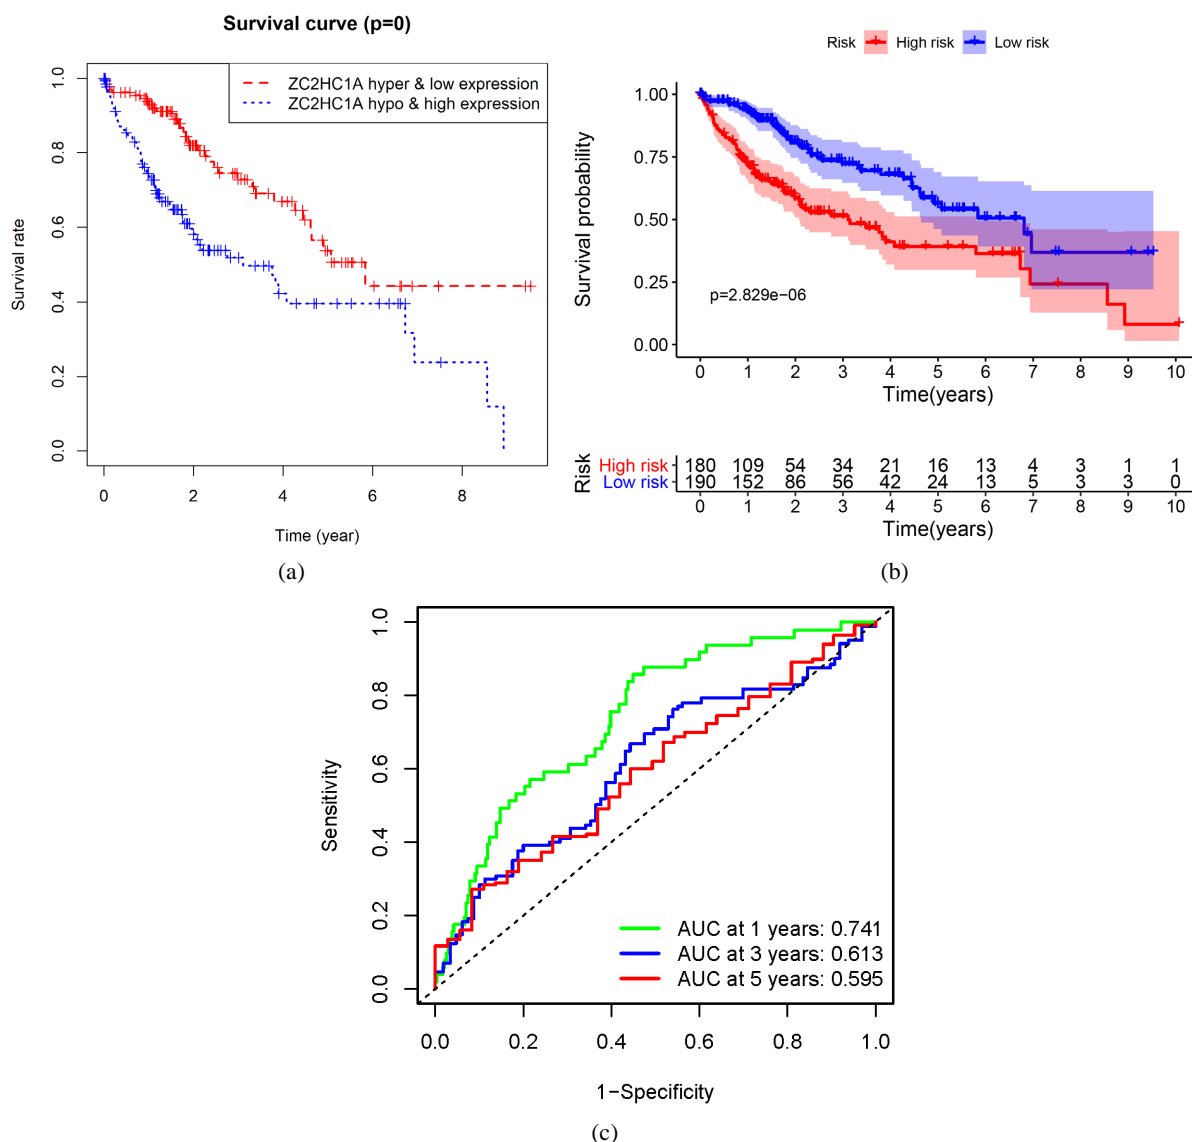 Survival curve (p=0)
ZC2HC1A hyper & low expression
ZC2HC1A hypo & high expression
Survival rate
1.0
0.8
0.6
0.4
0.2
0.0
0 2 4 6 8
Time (year)
(a)
Risk High risk Low risk
Survival probability
1.00
0.75
0.50
0.25
0.00
p=2.829e−06
0 1 2 3 4 5 6 7 8 9 10
Time(years)
Risk
High risk 180 109 54 34 21 16 13 4 3 1 1
Low risk 190 152 86 56 42 24 13 5 3 3 0
0 1 2 3 4 5 6 7 8 9 10
Time(years)
(b)
Sensitivity
1.0
0.8
0.6
0.4
0.2
0.0
AUC at 1 years: 0.741
AUC at 3 years: 0.613
AUC at 5 years: 0.595
0.0 0.2 0.4 0.6 0.8 1.0
1−Specificity
(c)